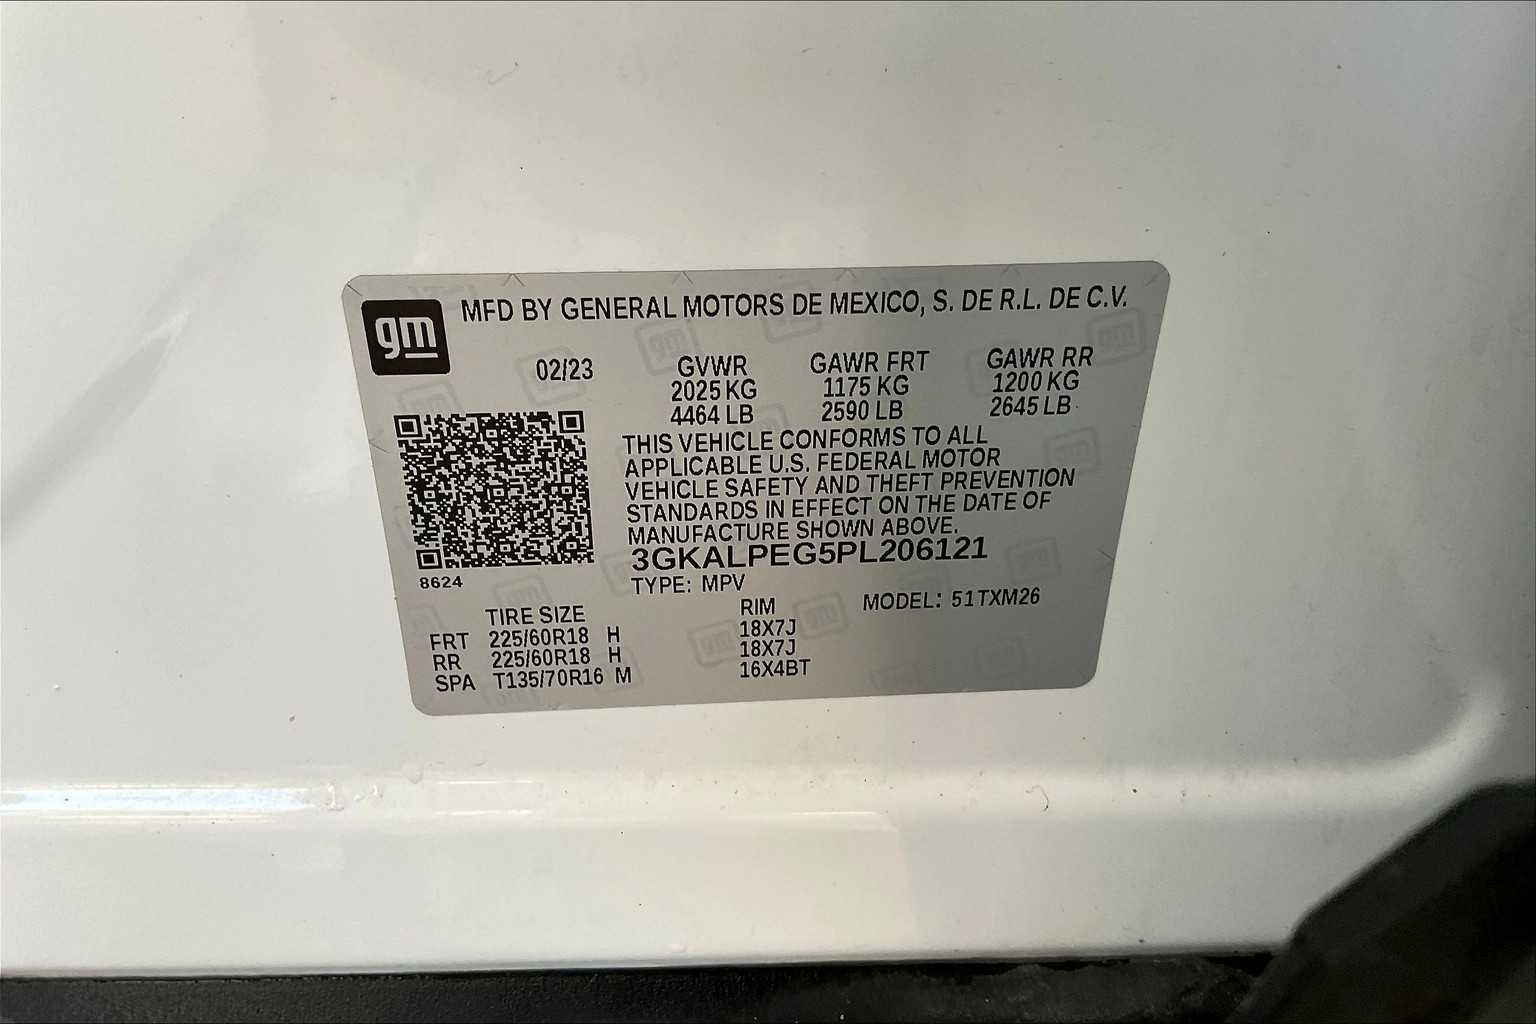 gm MFD BY GENERAL MOTORS DE MEXICO, S. DE R.L. DE C.V.
02/23 GVWR GAWR FRT GAWR RR
2025 KG 1175 KG 1200 KG
4464 LB 2590 LB 2645 LB
THIS VEHICLE CONFORMS TO ALL
APPLICABLE U.S. FEDERAL MOTOR
VEHICLE SAFETY AND THEFT PREVENTION
STANDARDS IN EFFECT ON THE DATE OF
MANUFACTURE SHOWN ABOVE.
3GKALPEG5PL206121
8624 TYPE: MPV
MODEL: 51TXM26
TIRE SIZE RIM
FRT 225/60R18 H 18X7J
RR 225/60R18 H 18X7J
SPA T135/70R16 M 16X4BT